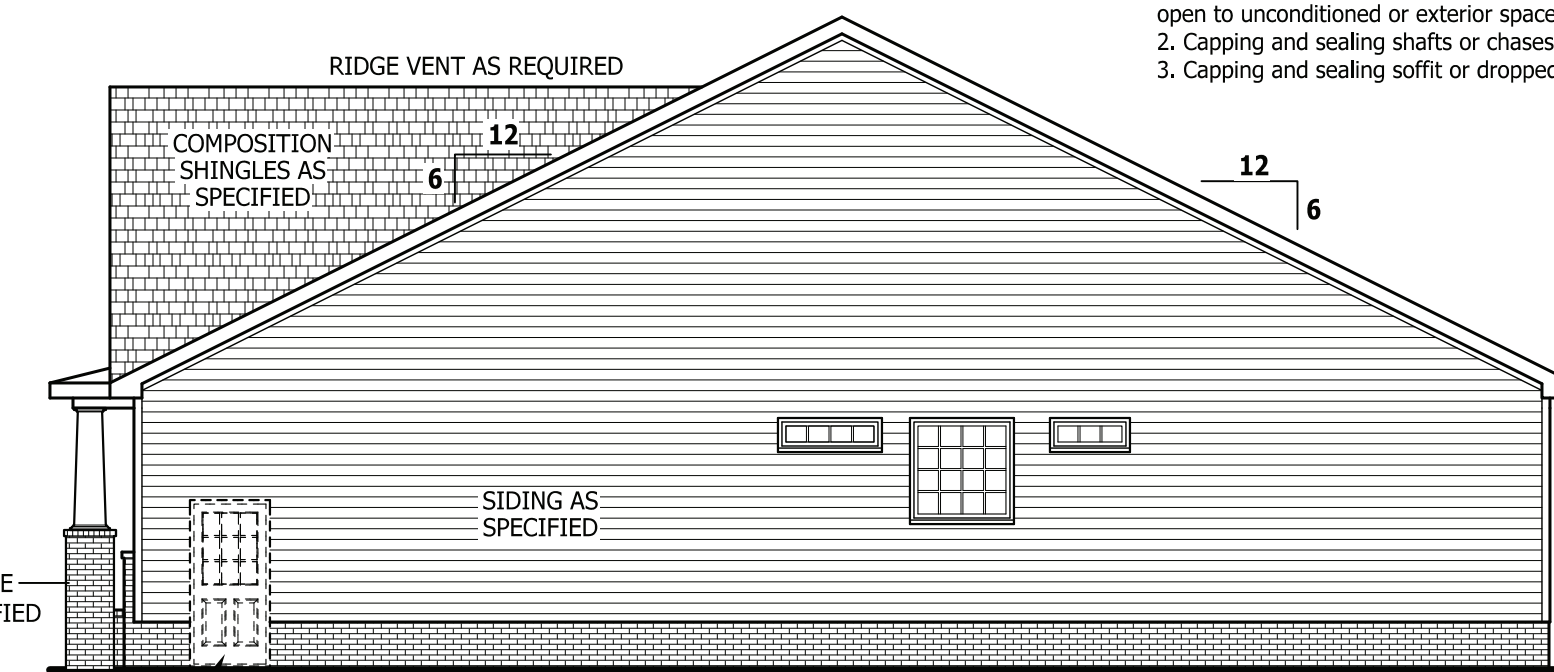 open to unconditioned or exterior space
2. Capping and sealing shafts or chases
3. Capping and sealing soffit or dropped
RIDGE VENT AS REQUIRED
COMPOSITION
SHINGLES AS
SPECIFIED
12
6
12
6
SIDING AS
SPECIFIED
E
FIED